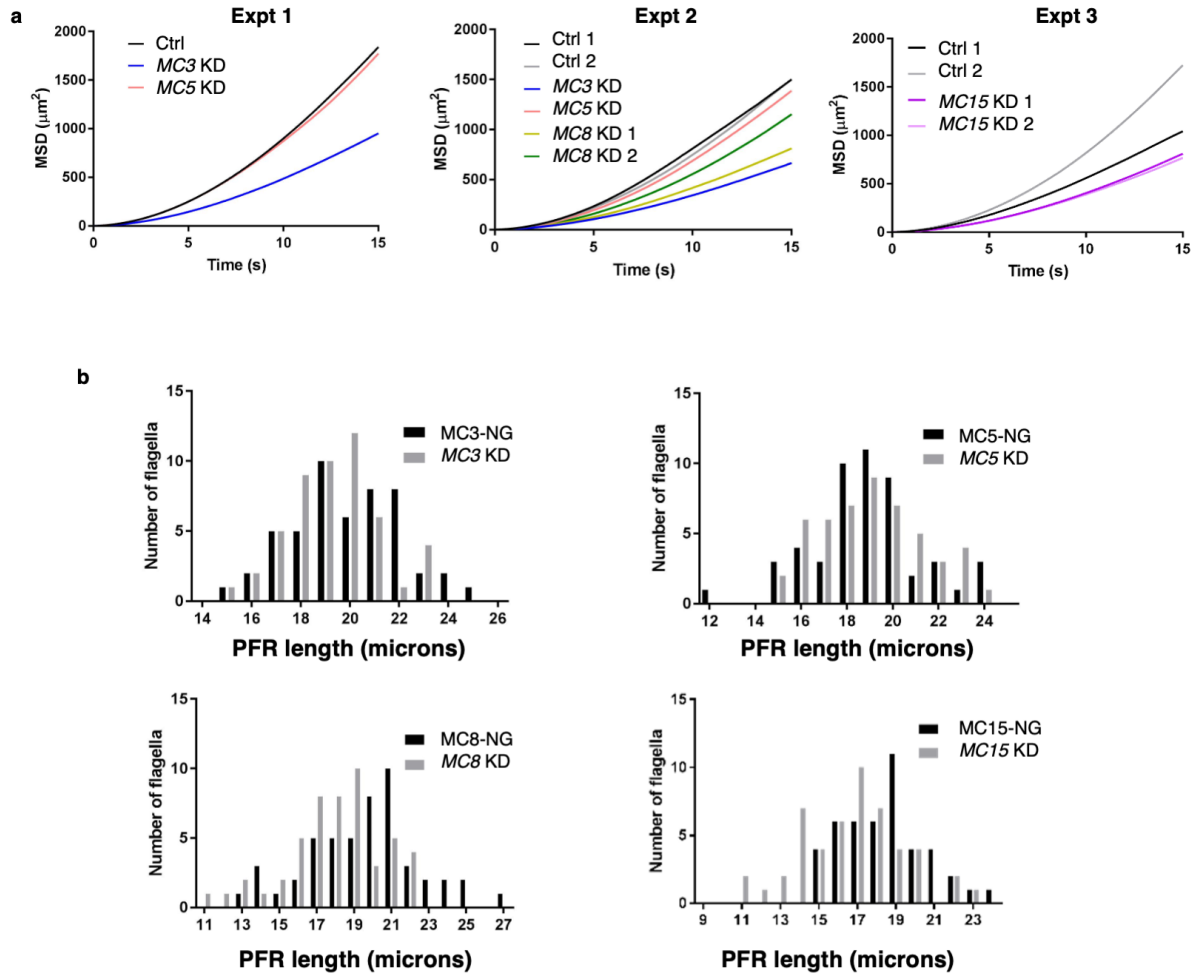 a
Expt 1
Expt 2
Expt 3
MSD (μm²)
2000
1500
1000
500
0
0
5
10
15
Time (s)
Ctrl
MC3 KD
MC5 KD
MSD (μm²)
2000
1500
1000
500
0
0
5
10
15
Time (s)
Ctrl 1
Ctrl 2
MC3 KD
MC5 KD
MC8 KD 1
MC8 KD 2
MSD (μm²)
2000
1500
1000
500
0
0
5
10
15
Time (s)
Ctrl 1
Ctrl 2
MC15 KD 1
MC15 KD 2
b
Number of flagella
15
10
5
0
14
16
18
20
22
24
26
PFR length (microns)
MC3-NG
MC3 KD
Number of flagella
15
10
5
0
12
14
16
18
20
22
24
PFR length (microns)
MC5-NG
MC5 KD
Number of flagella
15
10
5
0
11
13
15
17
19
21
23
25
27
PFR length (microns)
MC8-NG
MC8 KD
Number of flagella
15
10
5
0
9
11
13
15
17
19
21
23
PFR length (microns)
MC15-NG
MC15 KD